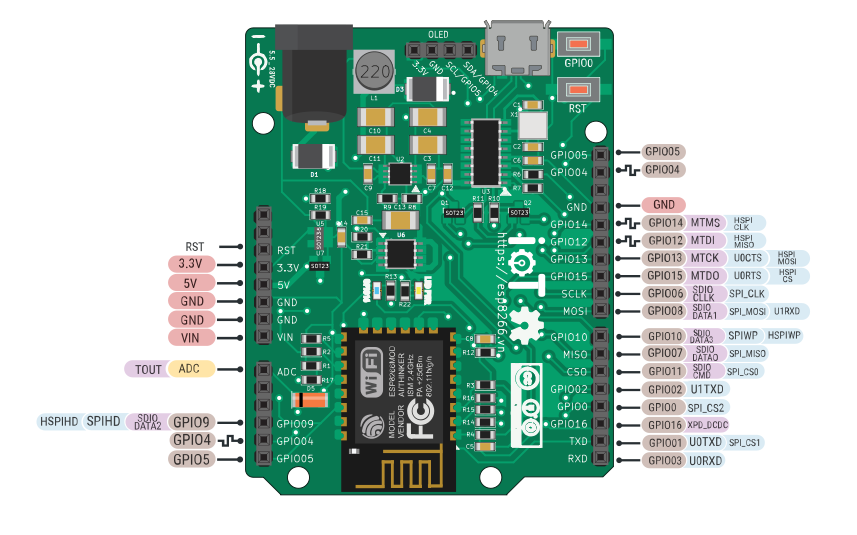 OLED
3.3V
GND
SCL/GPIO5
SDA/GPIO4
GPIO0
RST
5.5_28VDC
220
L1
D3
C10
C4
C11
C3
D1
C9
U2
C7
C12
R9
C13
R8
C1
X1
C2
C6
R6
R7
U3
Q1
SOT23
R11
R10
SOT23
Q2
R18
R19
U5
SOT236
U7
SOT23
C14
C15
R20
R21
U6
R13
R22
https://esp8266.vn
RST
3.3V
5V
GND
GND
VIN
ADC
GPIO09
GPIO04
GPIO05
R5
R2
R1
R17
D5
C8
R12
R3
R16
R15
R14
R4
C5
WiFi
MODEL
VENDOR
ESP8266MOD
AI/THINKER
ISM 2.4GHz
PA +25dBm
802.11b/g/n
FC
GPIO05
GPIO04
GND
GPIO14
GPIO12
GPIO13
GPIO15
SCLK
MOSI
GPIO10
MISO
CS0
GPIO02
GPIO0
GPIO16
TXD
RXD
RST
3.3V
5V
GND
GND
VIN
TOUT ADC
HSPIHD SPIHD SDIO DATA2 GPIO9
GPIO4
GPIO5
GPIO05
GPIO04
GND
GPIO14 MTMS HSPI CLK
GPIO12 MTDI HSPI MISO
GPIO13 MTCK U0CTS HSPI MOSI
GPIO15 MTDO U0RTS HSPI CS
GPIO06 SDIO CLLK SPI_CLK
GPIO08 SDIO DATA1 SPI_MOSI U1RXD
GPIO10 SDIO DATA3 SPIWP HSPIWP
GPIO07 SDIO DATA0 SPI_MISO
GPIO11 SDIO CMD SPI_CS0
GPIO02 U1TXD
GPIO0 SPI_CS2
GPIO16 XPD_DCDC
GPIO01 U0TXD SPI_CS1
GPIO03 U0RXD